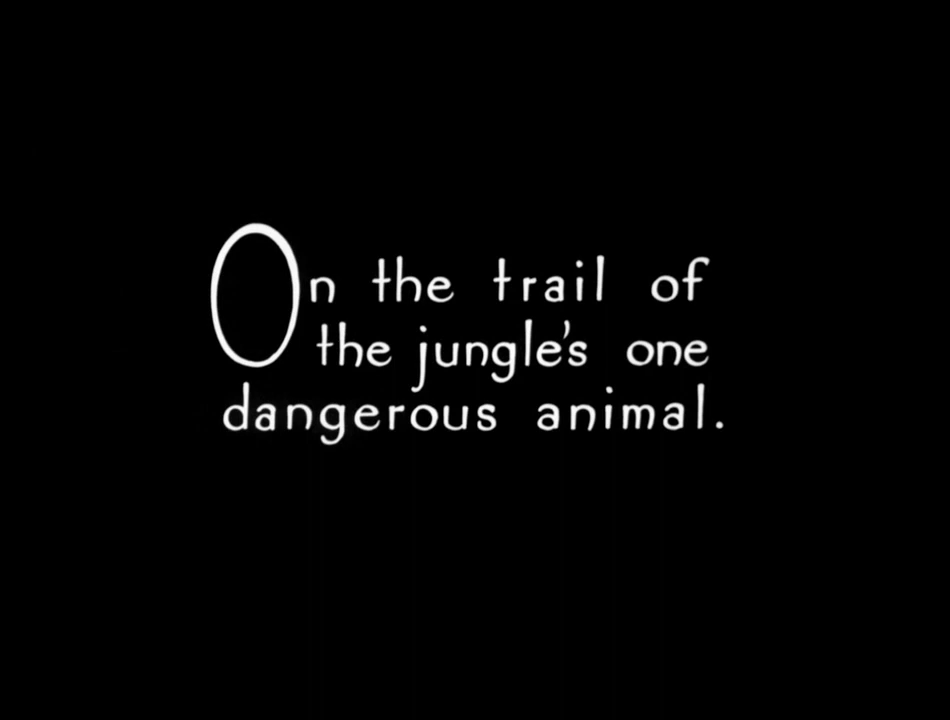 On the trail of
the jungle's one
dangerous animal.